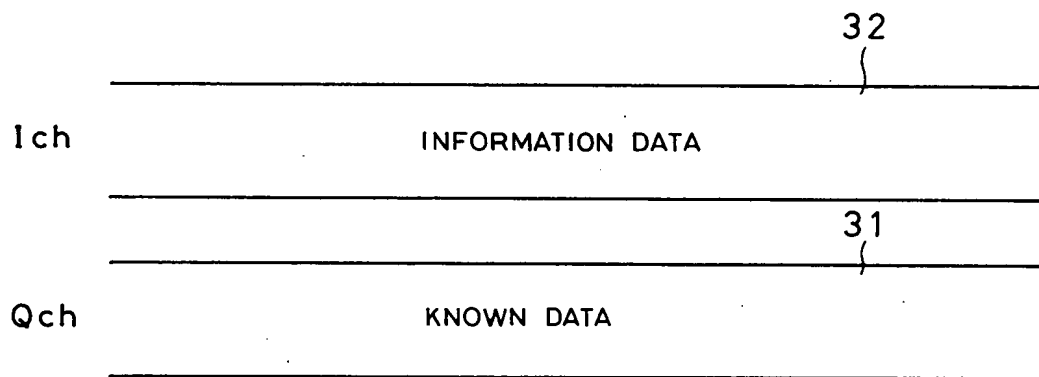 32
Ich INFORMATION DATA
31
Qch KNOWN DATA